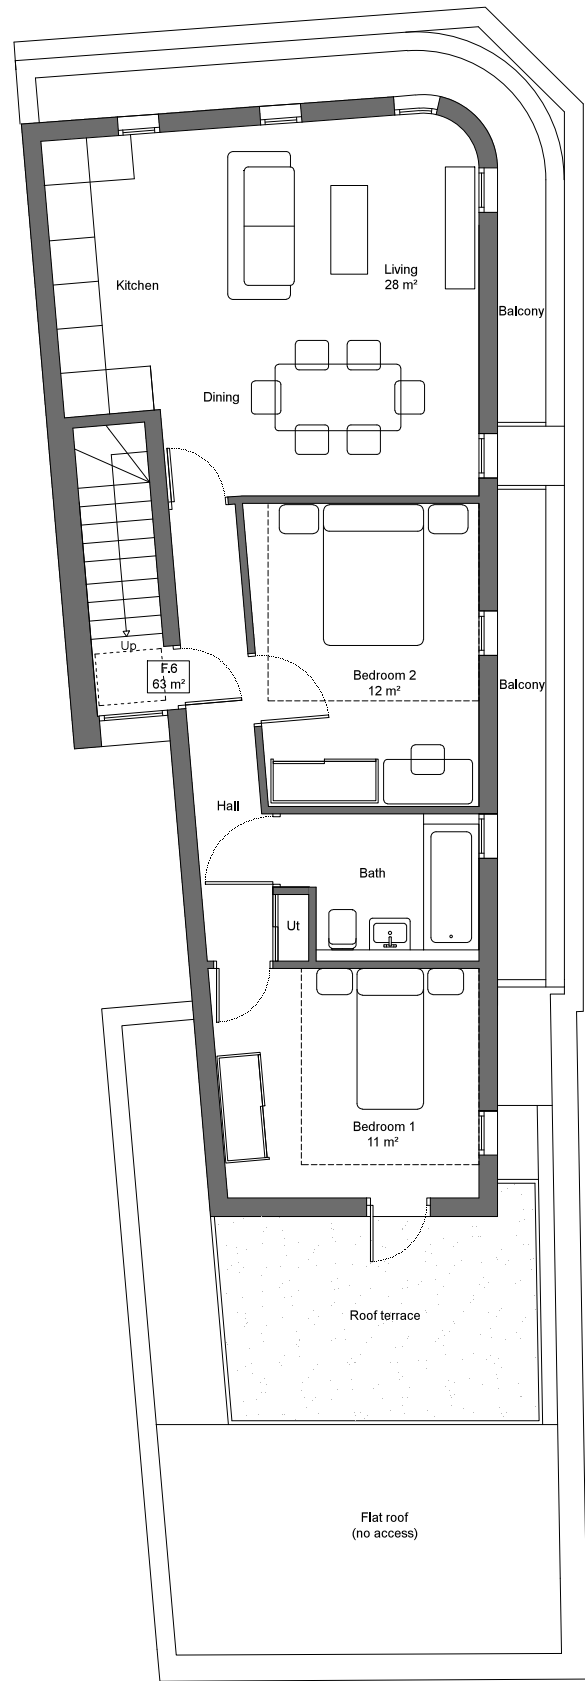 Living
28 m²
Kitchen
Balcony
Dining
Up
F.6
63 m²
Bedroom 2
12 m²
Balcony
Hall
Bath
Ut
Bedroom 1
11 m²
Roof terrace
Flat roof
(no access)